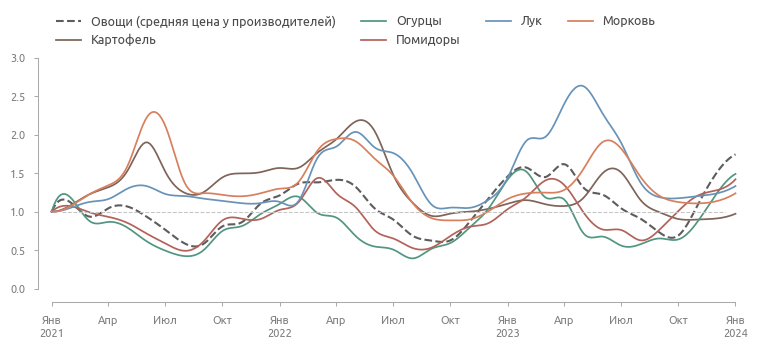 Овощи (средняя цена у производителей) Огурцы Лук Морковь
Картофель Помидоры
3.0
2.5
2.0
1.5
1.0
0.5
0.0
Янв Апр Июл Окт Янв Апр Июл Окт Янв Апр Июл Окт Янв
2021 2022 2023 2024